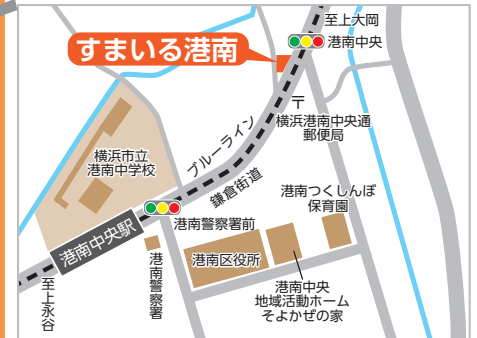 至上大岡
港南中央
すまいる港南
〒
横浜港南中央通
郵便局
ブルーライン
鎌倉街道
横浜市立
港南中学校
港南つくしんぼ
保育園
港南警察署前
港南中央駅
港南区役所
港南警察署
至上永谷
港南中央
地域活動ホーム
そよかぜの家